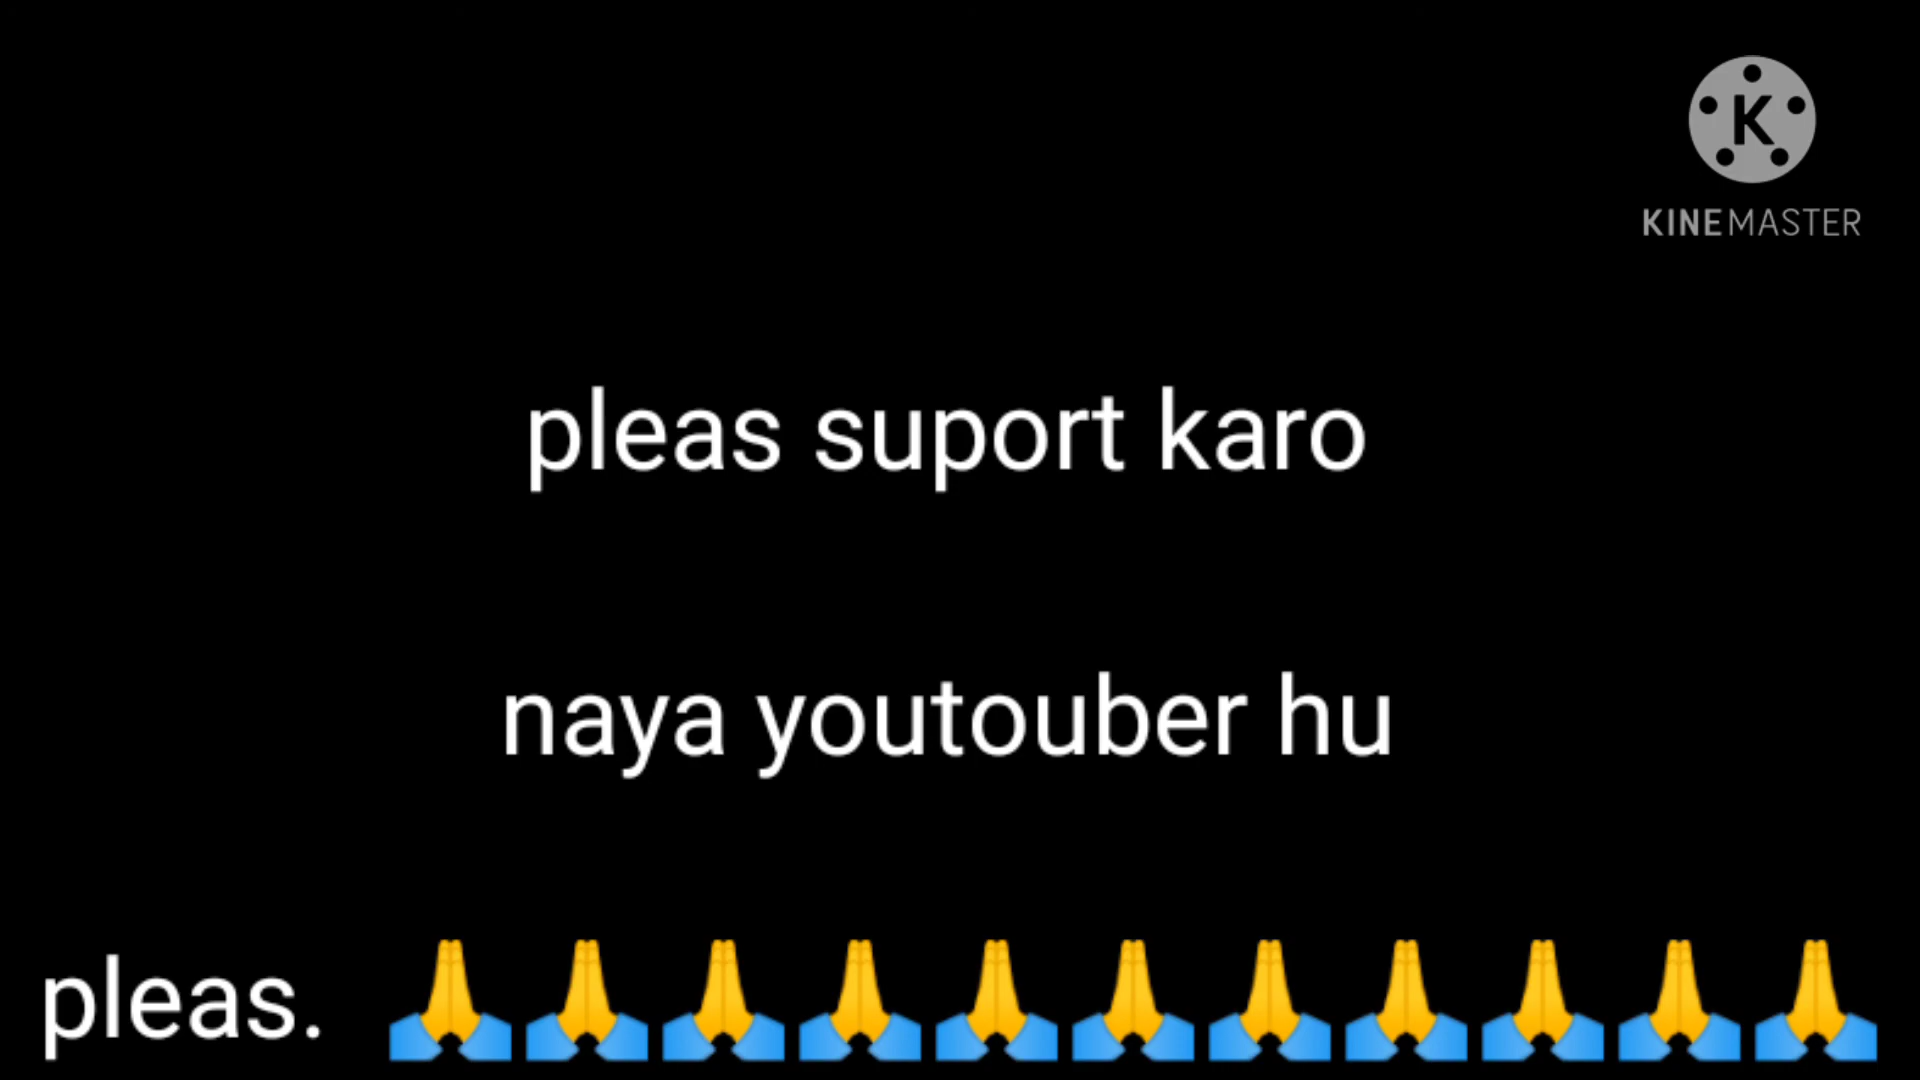 K
KINEMASTER
pleas suport karo
naya youtouber hu
pleas. 🙏🙏🙏🙏🙏🙏🙏🙏🙏🙏🙏